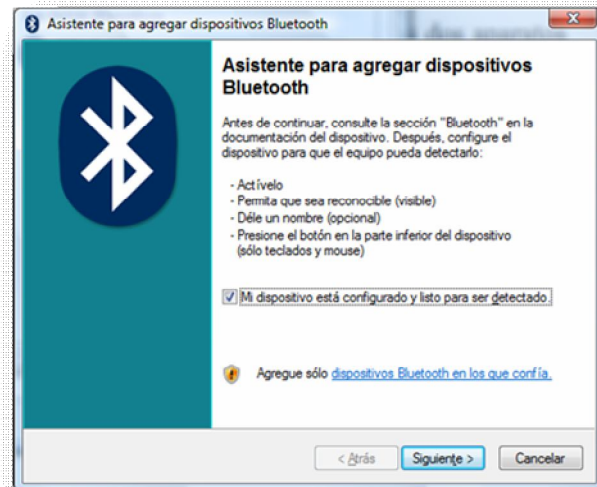 Asistente para agregar dispositivos Bluetooth
Asistente para agregar dispositivos
Bluetooth
Antes de continuar, consulte la sección "Bluetooth" en la
documentación del dispositivo. Después, configure el
dispositivo para que el equipo pueda detectarlo:
- Actívelo
- Permita que sea reconocible (visible)
- Déle un nombre (opcional)
- Presione el botón en la parte inferior del dispositivo
(sólo teclados y mouse)
Mi dispositivo está configurado y listo para ser detectado.
Agregue sólo dispositivos Bluetooth en los que confía.
< Atrás Siguiente > Cancelar